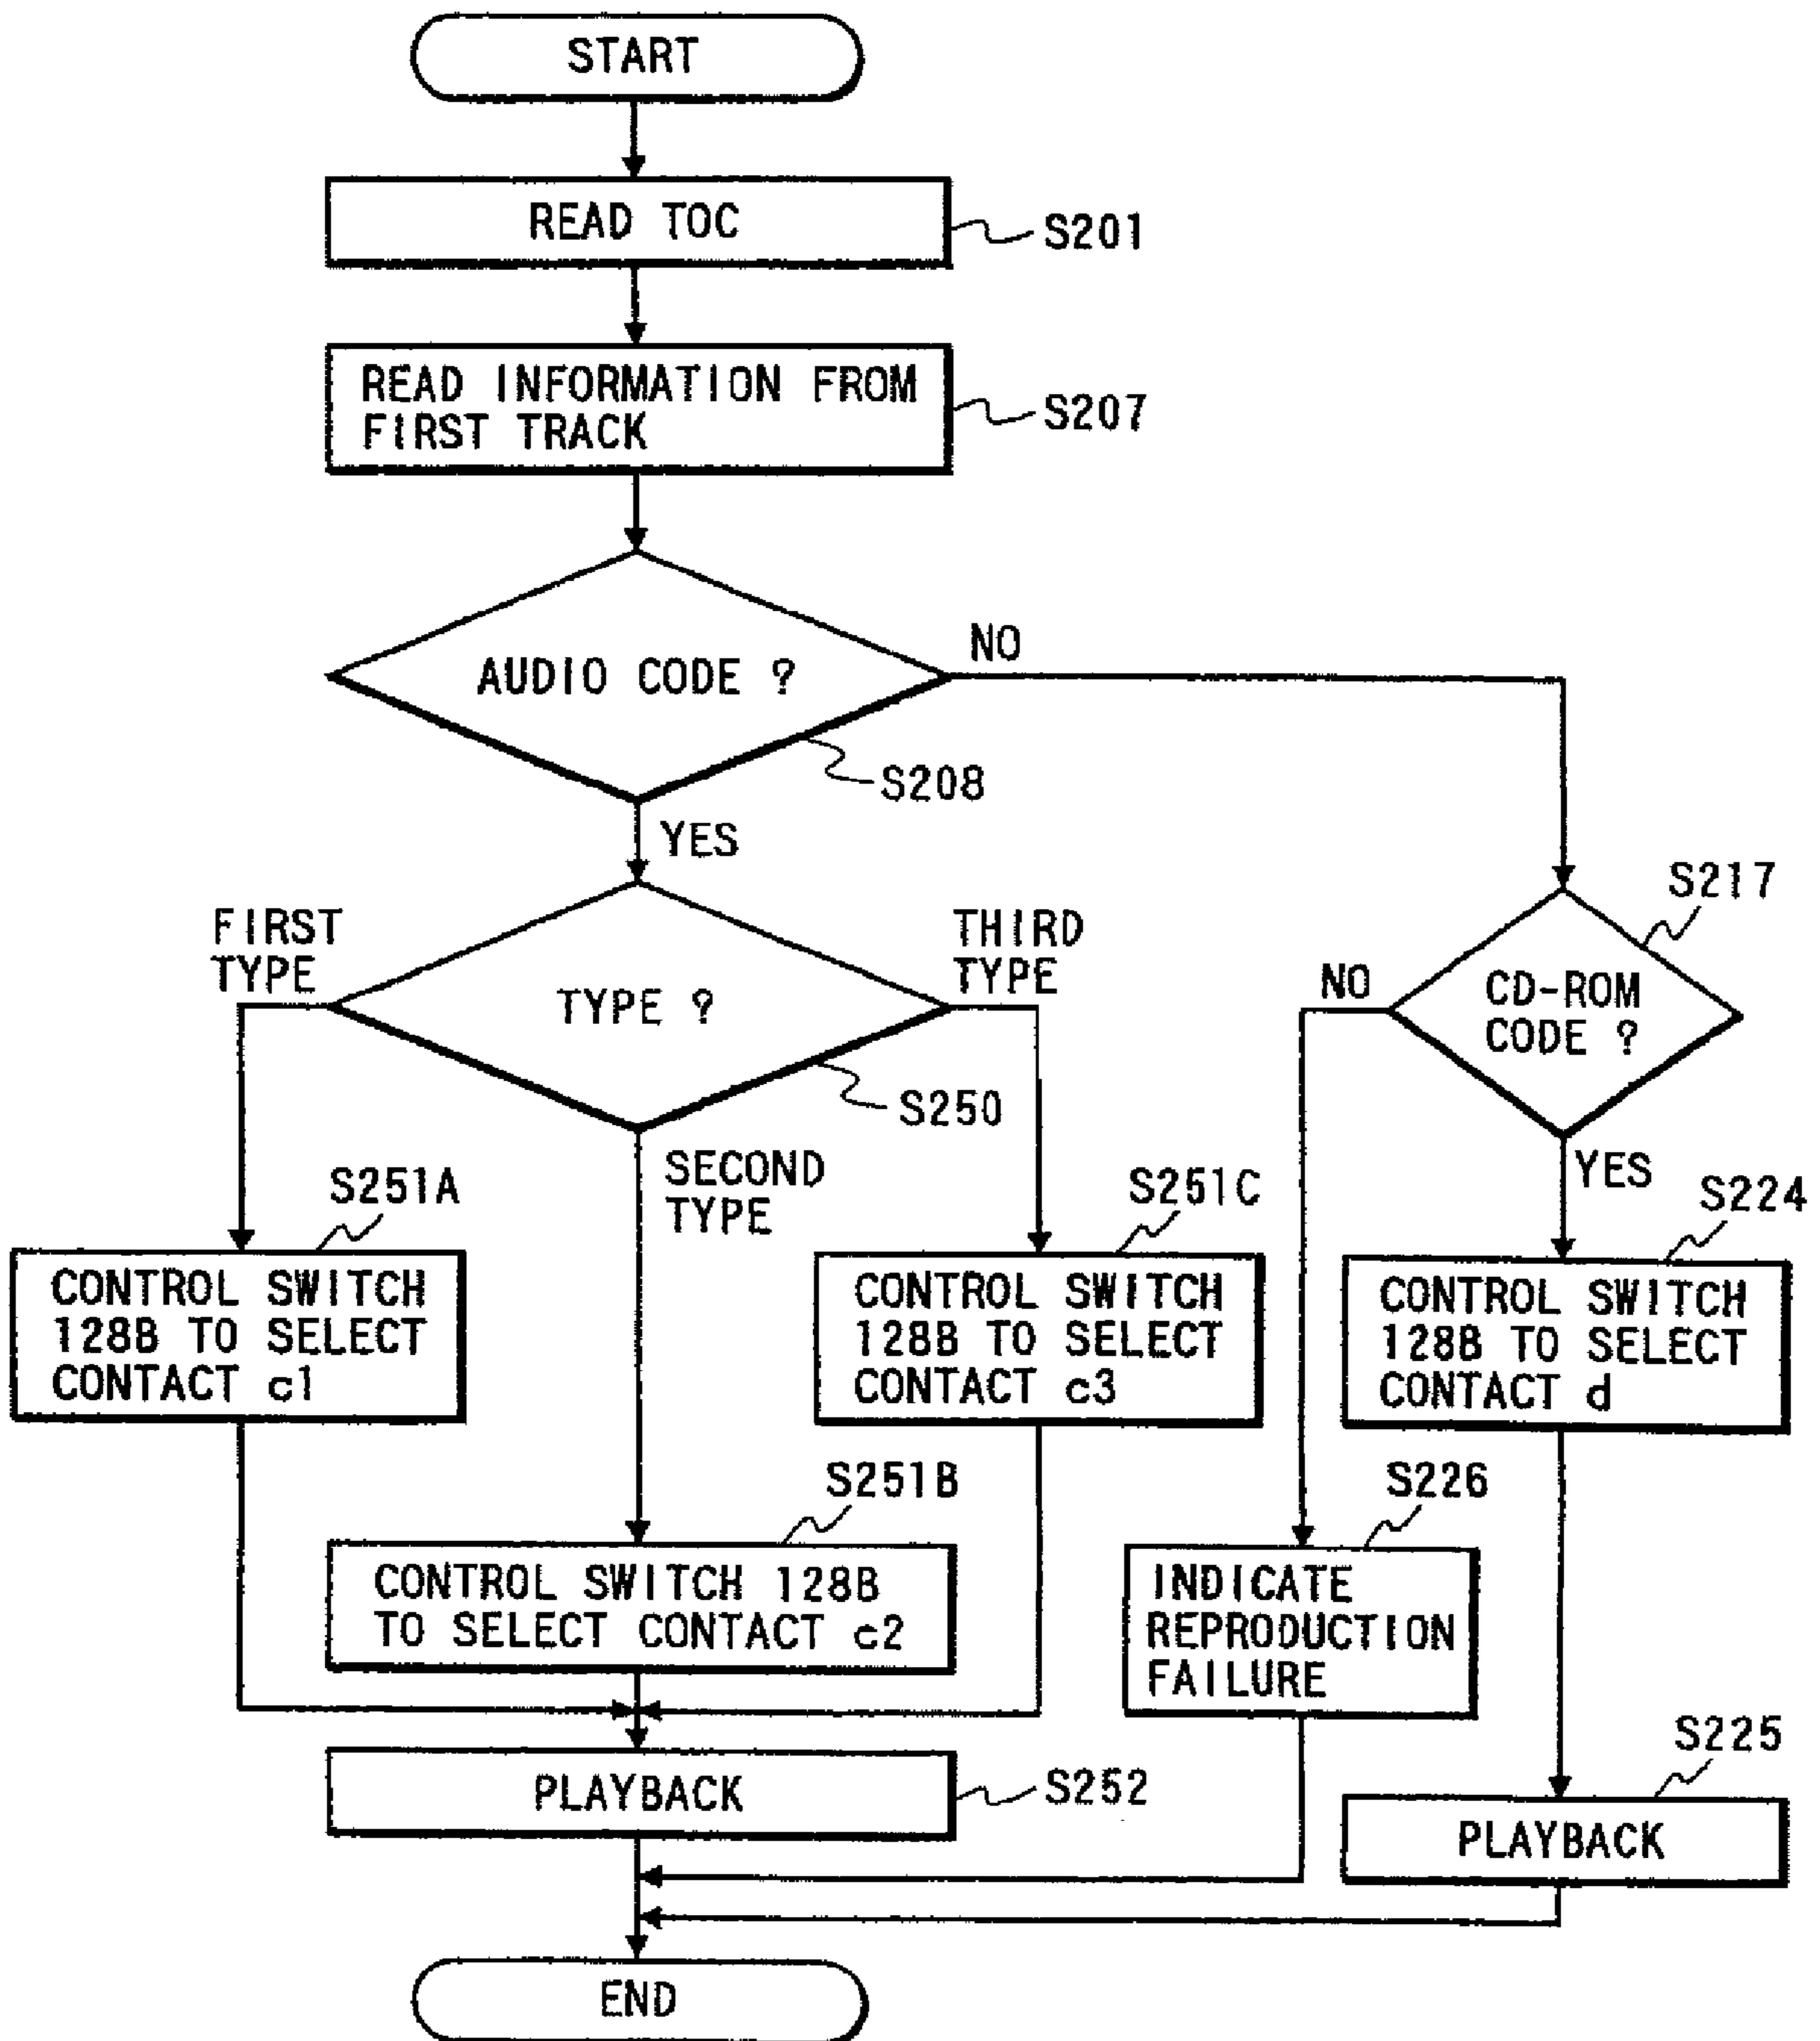 START
READ TOC
S201
READ INFORMATION FROM
FIRST TRACK
S207
AUDIO CODE ?
NO
S208
YES
FIRST
TYPE
THIRD
TYPE
TYPE ?
S250
SECOND
TYPE
S217
NO
CD-ROM
CODE ?
YES
S251A
CONTROL SWITCH
128B TO SELECT
CONTACT c1
S251C
CONTROL SWITCH
128B TO SELECT
CONTACT c3
S224
CONTROL SWITCH
128B TO SELECT
CONTACT d
S251B
CONTROL SWITCH 128B
TO SELECT CONTACT c2
S226
INDICATE
REPRODUCTION
FAILURE
PLAYBACK
S252
S225
PLAYBACK
END